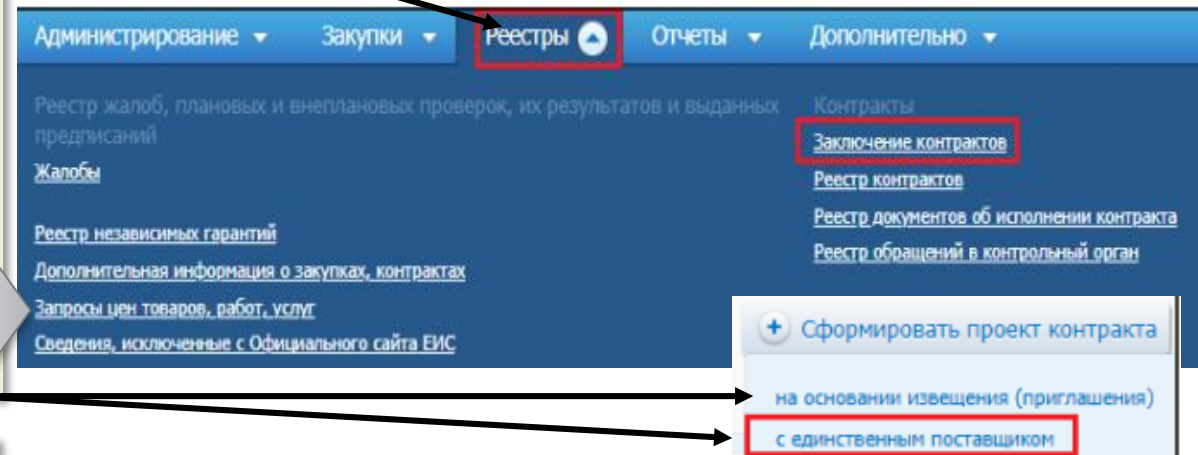 Администрирование Закупки Реестры Отчеты Дополнительно
Реестр жалоб, плановых и внеплановых проверок, их результатов и выданных
предписаний
Жалобы
Реестр независимых гарантий
Дополнительная информация о закупках, контрактах
Запросы цен товаров, работ, услуг
Сведения, исключенные с Официального сайта ЕИС
Контракты
Заключение контрактов
Реестр контрактов
Реестр документов об исполнении контракта
Реестр обращений в контрольный орган
Сформировать проект контракта
на основании извещения (приглашения)
с единственным поставщиком